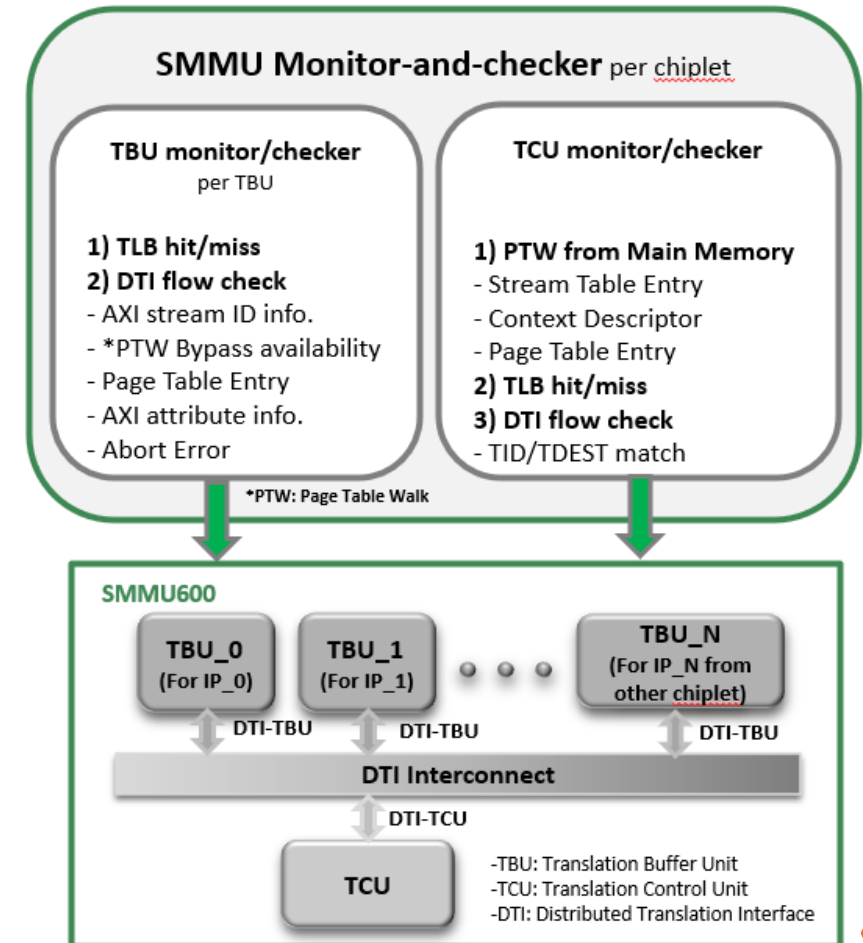 SMMU Monitor-and-checker per chiplet
TBU monitor/checker
per TBU
1) TLB hit/miss
2) DTI flow check
- AXI stream ID info.
- *PTW Bypass availability
- Page Table Entry
- AXI attribute info.
- Abort Error
TCU monitor/checker
1) PTW from Main Memory
- Stream Table Entry
- Context Descriptor
- Page Table Entry
2) TLB hit/miss
3) DTI flow check
- TID/TDEST match
*PTW: Page Table Walk
SMMU600
TBU_0
(For IP_0)
TBU_1
(For IP_1)
TBU_N
(For IP_N from
other chiplet)
DTI-TBU
DTI-TBU
DTI-TBU
DTI Interconnect
DTI-TCU
TCU
-TBU: Translation Buffer Unit
-TCU: Translation Control Unit
-DTI: Distributed Translation Interface